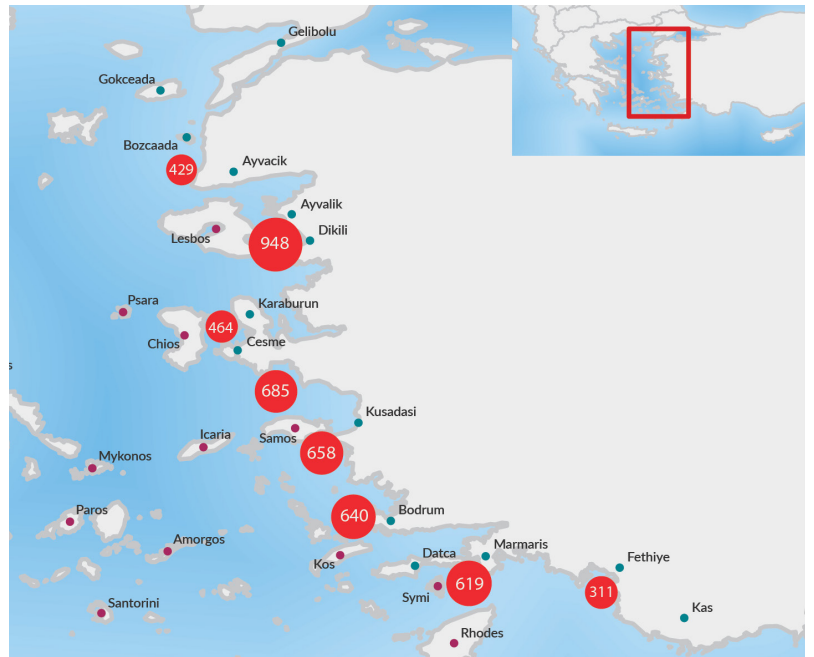 Gelibolu
Gokceada
Bozcaada
429
Ayvacik
Ayvalik
Lesbos
948
Dikili
Psara
Karaburun
464
Chios
Cesme
s
685
Kusadasi
Icaria
Samos
Mykonos
658
Paros
640
Bodrum
Amorgos
Kos
Datca
Marmaris
Fethiye
619
Symi
311
Santorini
Kas
Rhodes